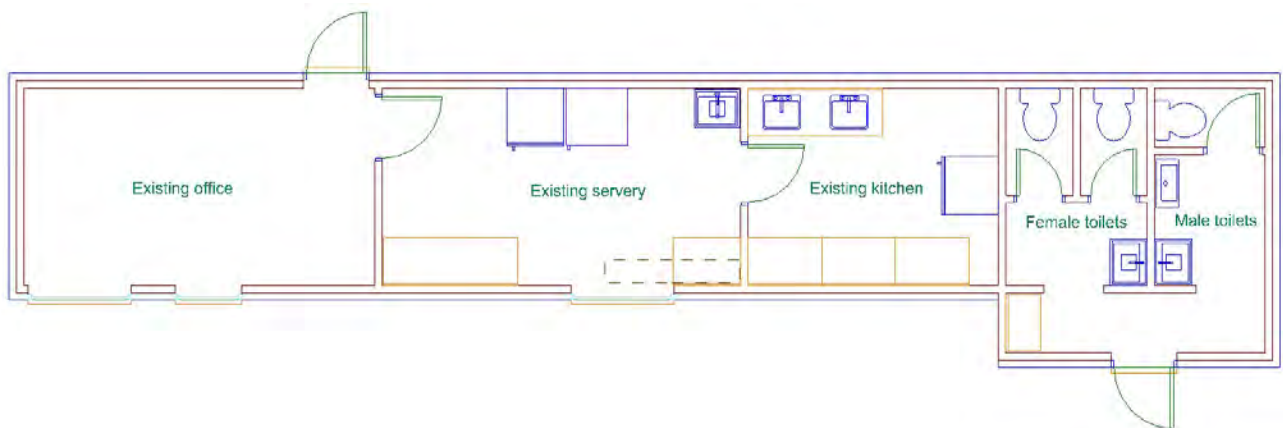 Existing office
Existing servery
Existing kitchen
Female toilets
Male toilets